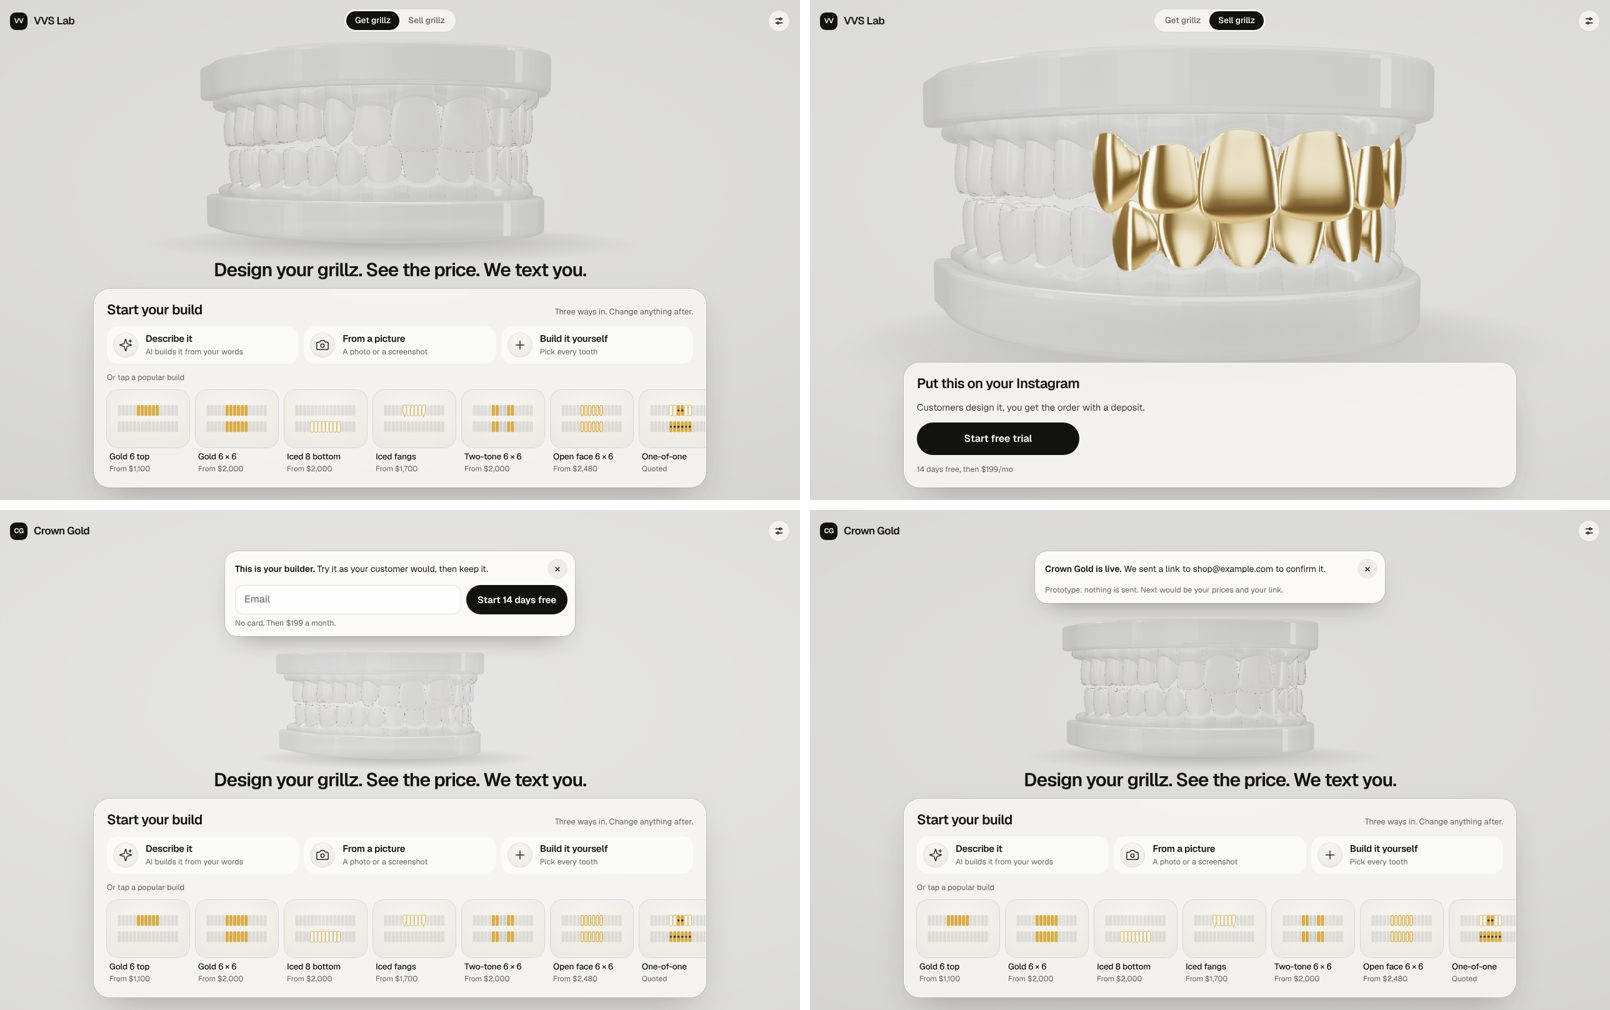 VV VVS Lab
Get grillz Sell grillz
Design your grillz. See the price. We text you.
Start your build
Three ways in. Change anything after.
Describe it
AI builds it from your words
From a picture
A photo or a screenshot
Build it yourself
Pick every tooth
Or tap a popular build
Gold 6 top
From $1,100
Gold 6 × 6
From $2,000
Iced 8 bottom
From $2,000
Iced fangs
From $1,700
Two-tone 6 × 6
From $2,000
Open face 6 × 6
From $2,480
One-of-one
Quoted
VV VVS Lab
Get grillz Sell grillz
Put this on your Instagram
Customers design it, you get the order with a deposit.
Start free trial
14 days free, then $199/mo
CG Crown Gold
This is your builder. Try it as your customer would, then keep it.
Email
Start 14 days free
No card. Then $199 a month.
Design your grillz. See the price. We text you.
Start your build
Three ways in. Change anything after.
Describe it
AI builds it from your words
From a picture
A photo or a screenshot
Build it yourself
Pick every tooth
Or tap a popular build
Gold 6 top
From $1,100
Gold 6 × 6
From $2,000
Iced 8 bottom
From $2,000
Iced fangs
From $1,700
Two-tone 6 × 6
From $2,000
Open face 6 × 6
From $2,480
One-of-one
Quoted
CG Crown Gold
Crown Gold is live. We sent a link to shop@example.com to confirm it.
Prototype: nothing is sent. Next would be your prices and your link.
Design your grillz. See the price. We text you.
Start your build
Three ways in. Change anything after.
Describe it
AI builds it from your words
From a picture
A photo or a screenshot
Build it yourself
Pick every tooth
Or tap a popular build
Gold 6 top
From $1,100
Gold 6 × 6
From $2,000
Iced 8 bottom
From $2,000
Iced fangs
From $1,700
Two-tone 6 × 6
From $2,000
Open face 6 × 6
From $2,480
One-of-one
Quoted